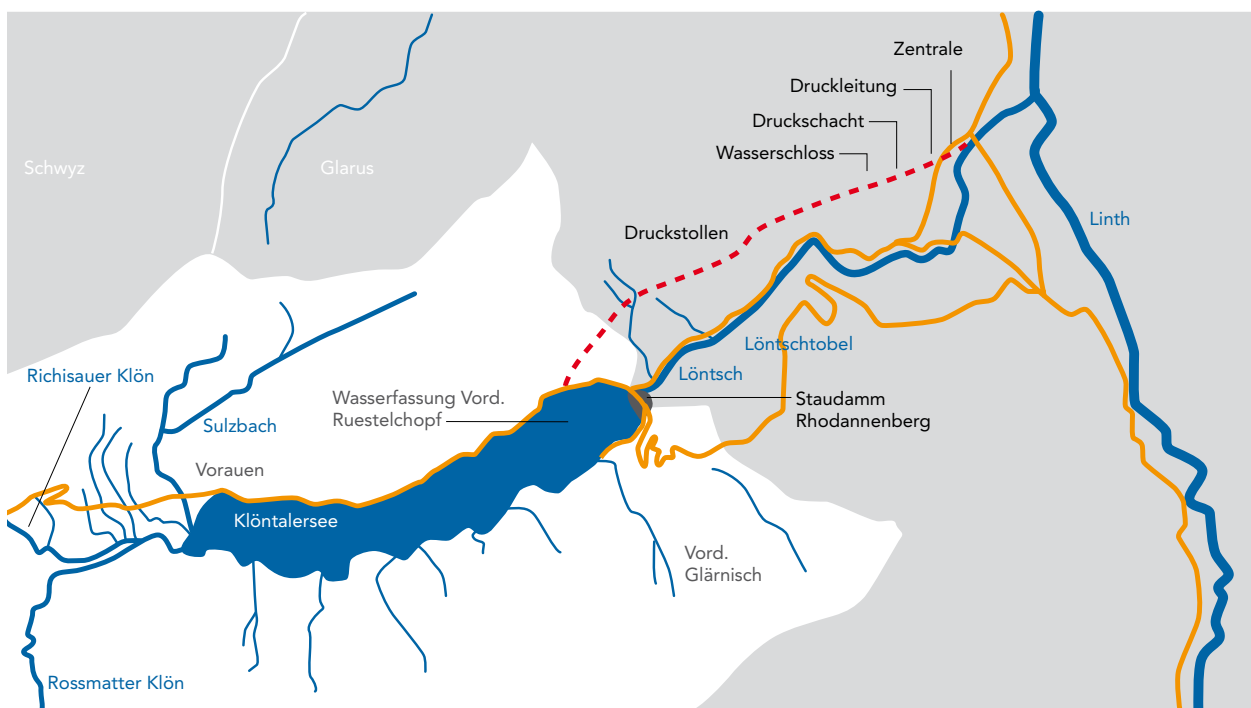 Zentrale
Druckleitung
Druckschacht
Wasserschloss
Schwyz
Glarus
Druckstollen
Linth
Löntschtobel
Löntsch
Richisauer Klön
Wasserfassung Vord.
Ruestelchopf
Staudamm
Rhodannenberg
Sulzbach
Vorauen
Klöntalersee
Vord.
Glärnisch
Rossmatter Klön